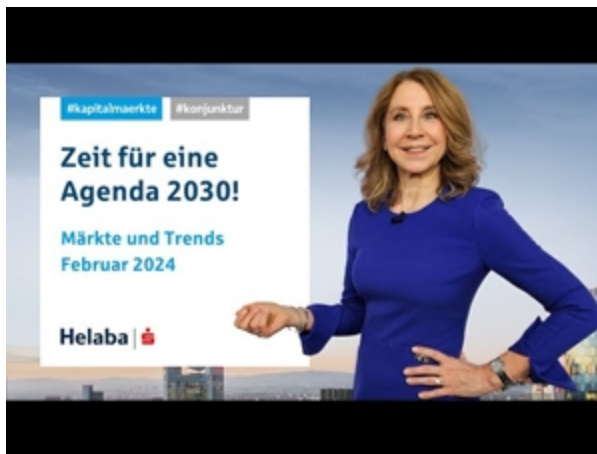 #kapitalmaerkte #konjunktur
Zeit für eine
Agenda 2030!
Märkte und Trends
Februar 2024
Helaba